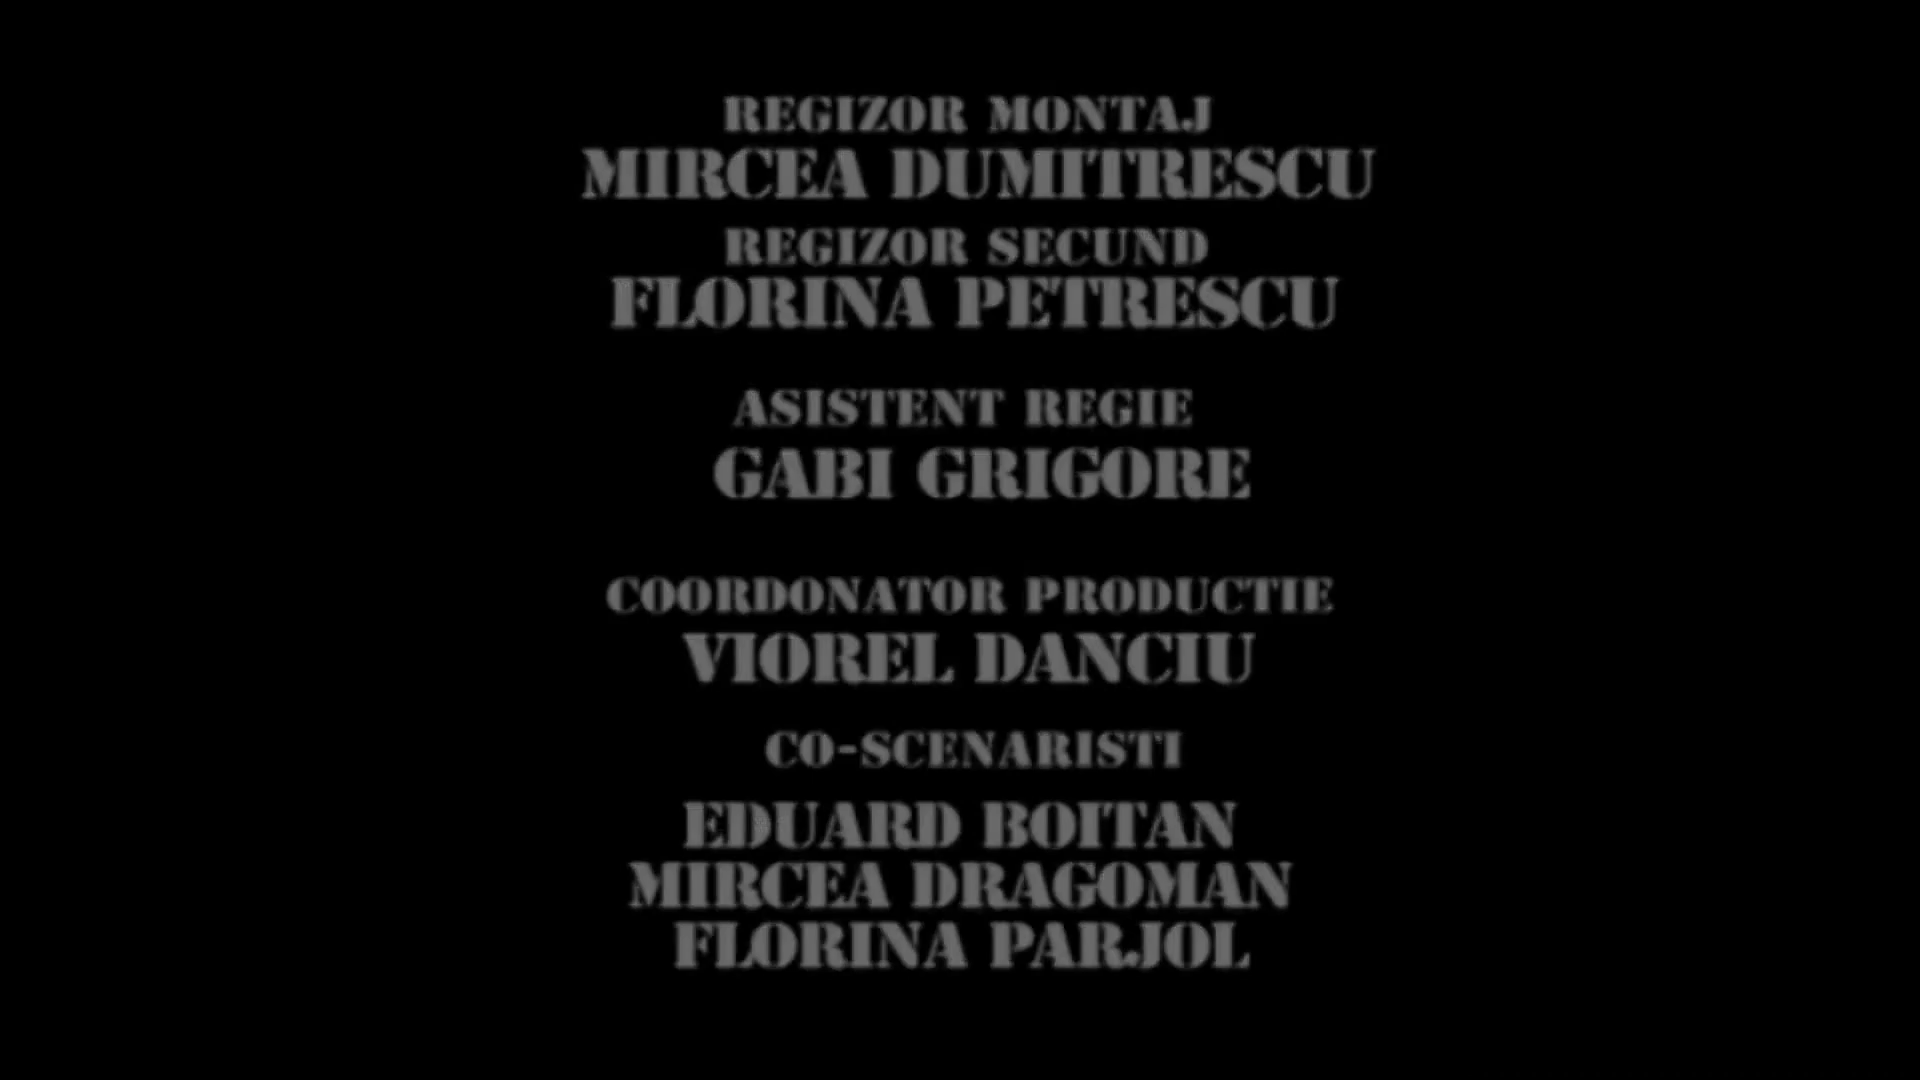 REGIZOR MONTAJ
MIRCEA DUMITRESCU
REGIZOR SECUND
FLORINA PETRESCU
ASISTENT REGIE
GABI GRIGORE
COORDONATOR PRODUCTIE
VIOREL DANCIU
CO-SCENARISTI
EDUARD BOITAN
MIRCEA DRAGOMAN
FLORINA PARJOL